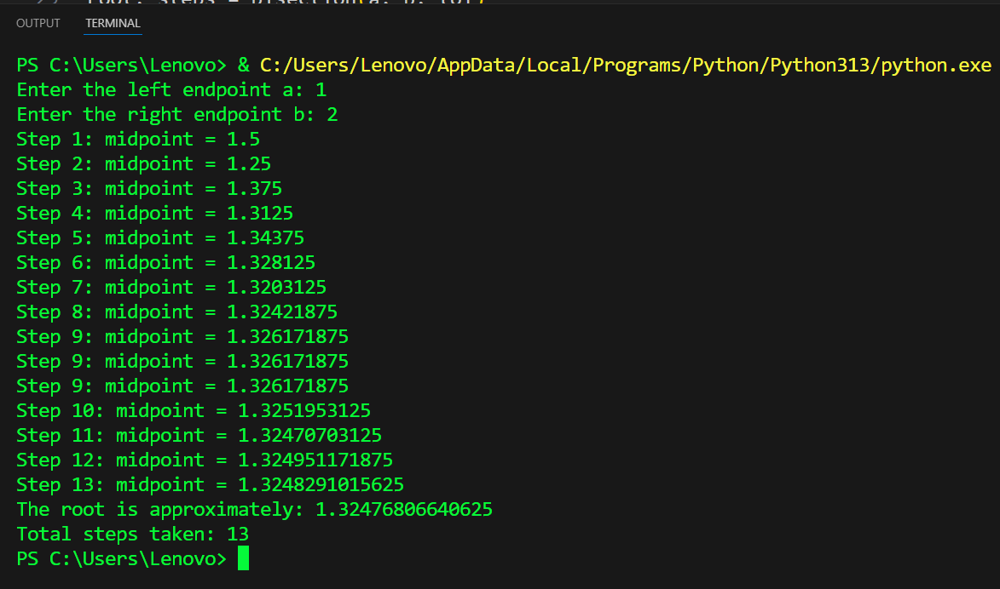 root, steps = bisection(a, b, tol)
OUTPUT TERMINAL
PS C:\Users\Lenovo> & C:/Users/Lenovo/AppData/Local/Programs/Python/Python313/python.exe
Enter the left endpoint a: 1
Enter the right endpoint b: 2
Step 1: midpoint = 1.5
Step 2: midpoint = 1.25
Step 3: midpoint = 1.375
Step 4: midpoint = 1.3125
Step 5: midpoint = 1.34375
Step 6: midpoint = 1.328125
Step 7: midpoint = 1.3203125
Step 8: midpoint = 1.32421875
Step 9: midpoint = 1.326171875
Step 9: midpoint = 1.326171875
Step 9: midpoint = 1.326171875
Step 10: midpoint = 1.3251953125
Step 11: midpoint = 1.32470703125
Step 12: midpoint = 1.324951171875
Step 13: midpoint = 1.3248291015625
The root is approximately: 1.32476806640625
Total steps taken: 13
PS C:\Users\Lenovo>